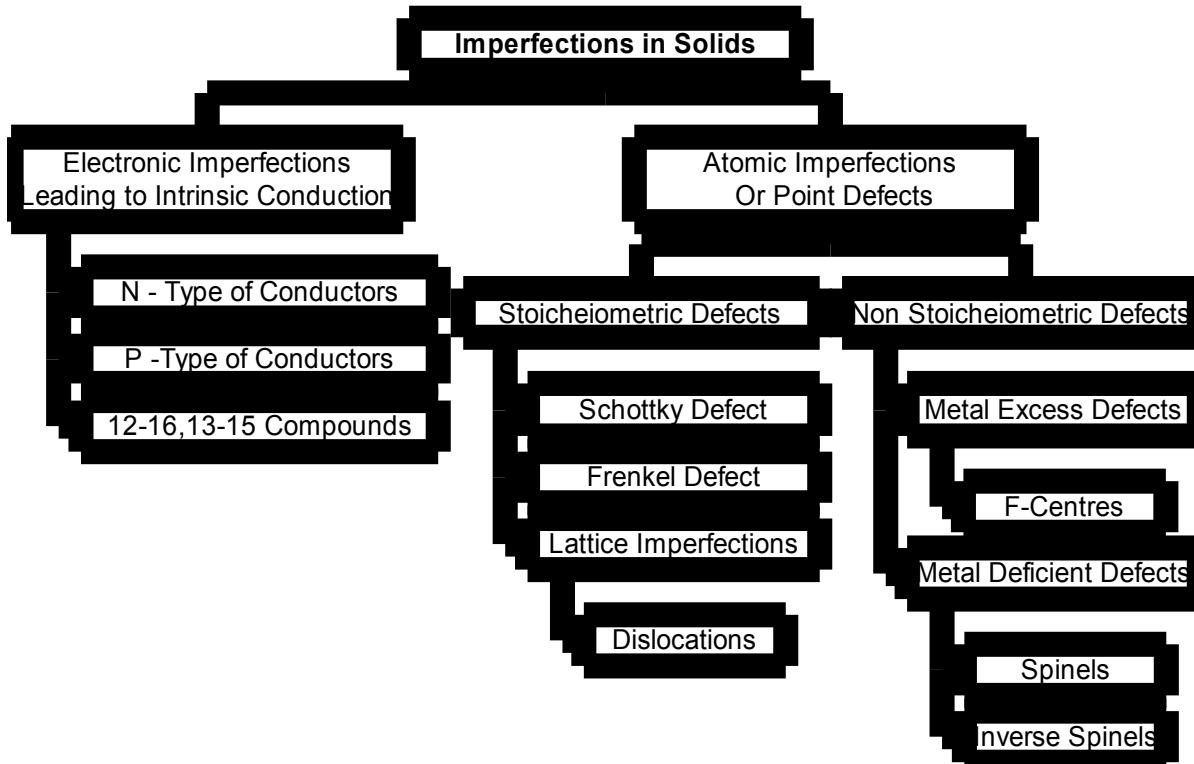 Imperfections in Solids
Electronic Imperfections
Leading to Intrinsic Conduction
Atomic Imperfections
Or Point Defects
N - Type of Conductors
P -Type of Conductors
12-16,13-15 Compounds
Stoicheiometric Defects
Schottky Defect
Frenkel Defect
Lattice Imperfections
Dislocations
Non Stoicheiometric Defects
Metal Excess Defects
F-Centres
Metal Deficient Defects
Spinels
Inverse Spinels